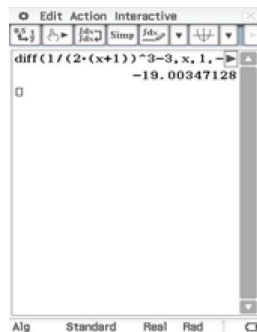 Edit Action Interactive
Simp
diff(1/(2·(x+1))^3-3,x,1,-
-19.00347128
Alg Standard Real Rad